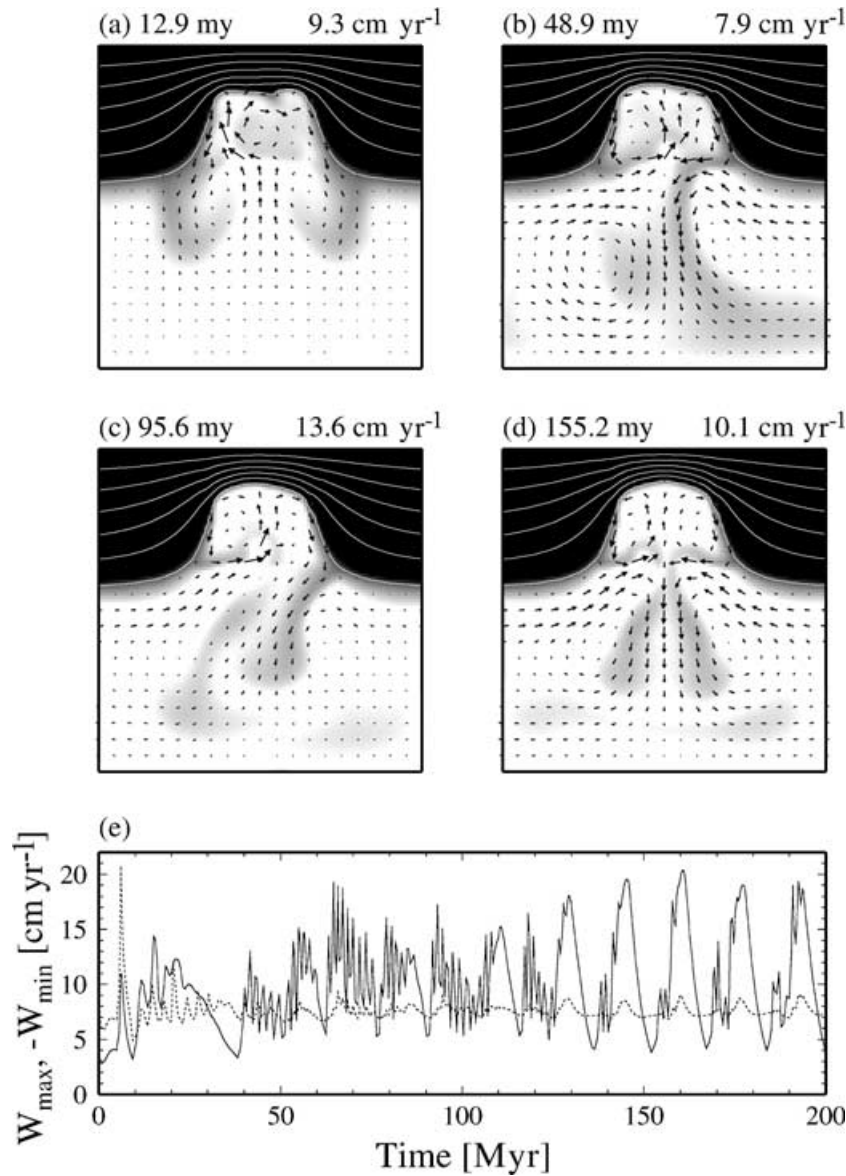 (a) 12.9 my 9.3 cm yr-1
(b) 48.9 my 7.9 cm yr-1
(c) 95.6 my 13.6 cm yr-1
(d) 155.2 my 10.1 cm yr-1
(e)
Wmax, -Wmin [cm yr-1]
20
15
10
5
0
0 50 100 150 200
Time [Myr]